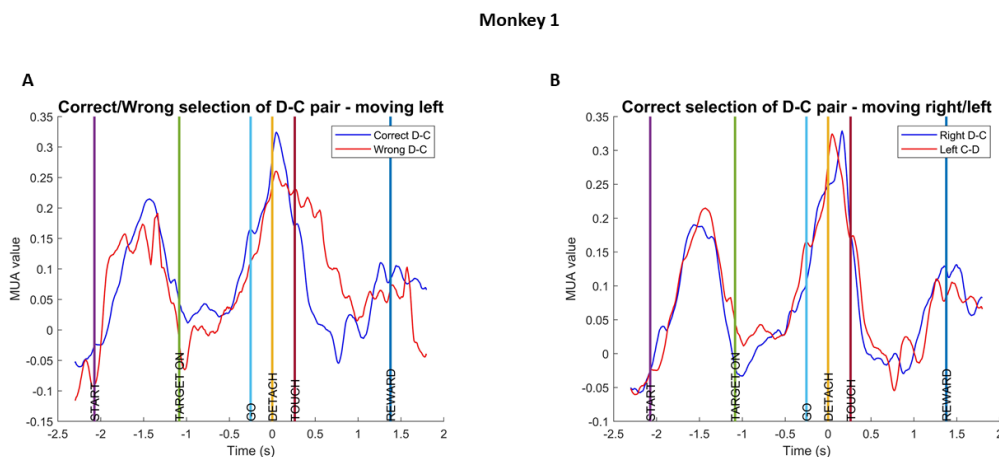 Monkey 1
A
Correct/Wrong selection of D-C pair - moving left
0.35
0.3
0.25
0.2
0.15
0.1
0.05
0
-0.05
-0.1
-0.15
MUA value
Correct D-C
Wrong D-C
START
TARGET ON
GO
DETACH
TOUCH
REWARD
-2.5 -2 -1.5 -1 -0.5 0 0.5 1 1.5 2
Time (s)
B
Correct selection of D-C pair - moving right/left
0.35
0.3
0.25
0.2
0.15
0.1
0.05
0
-0.05
-0.1
MUA value
Right D-C
Left C-D
START
TARGET ON
GO
DETACH
TOUCH
REWARD
-2.5 -2 -1.5 -1 -0.5 0 0.5 1 1.5 2
Time (s)